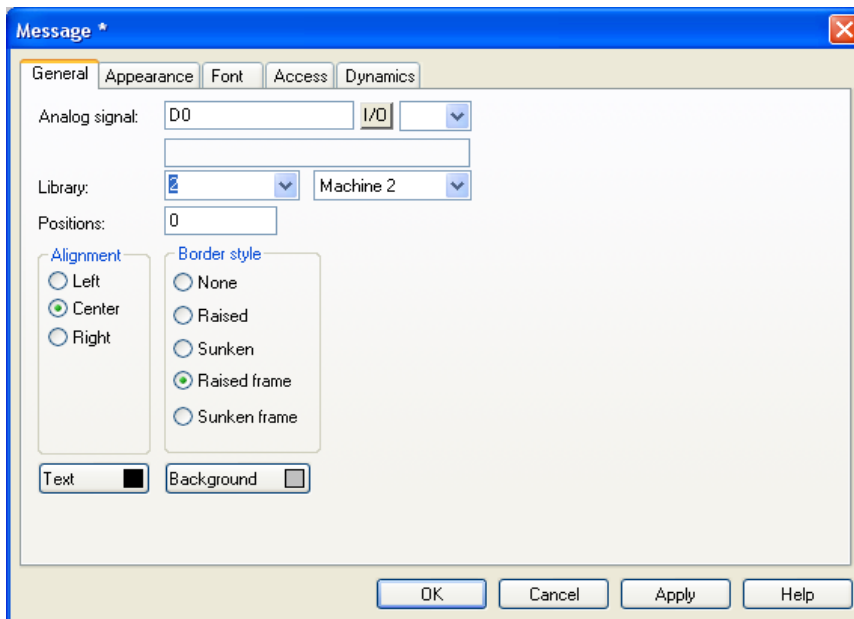 Message *
General Appearance Font Access Dynamics
Analog signal: D0 I/O
Library: 2 Machine 2
Positions: 0
Alignment Border style
Left None
Center Raised
Right Sunken
Raised frame
Sunken frame
Text Background
OK Cancel Apply Help